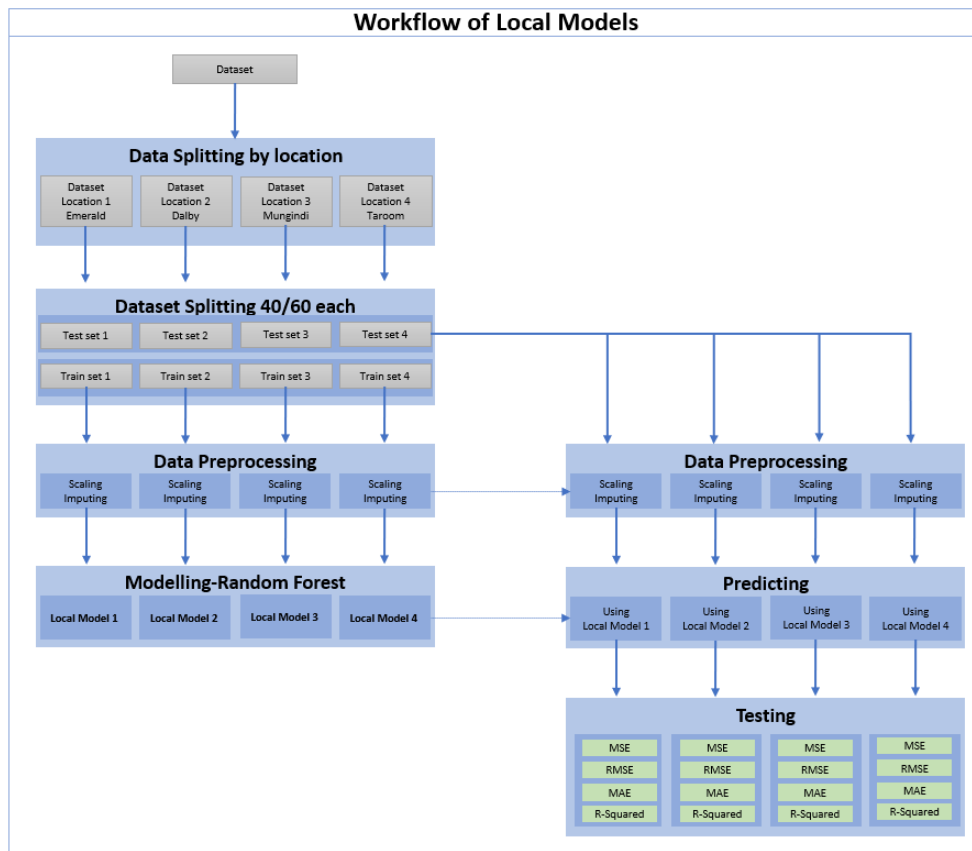 Workflow of Local Models
Dataset
Data Splitting by location
Dataset
Location 1
Emerald
Dataset
Location 2
Dalby
Dataset
Location 3
Mungindi
Dataset
Location 4
Taroom
Dataset Splitting 40/60 each
Test set 1
Test set 2
Test set 3
Test set 4
Train set 1
Train set 2
Train set 3
Train set 4
Data Preprocessing
Scaling
Imputing
Scaling
Imputing
Scaling
Imputing
Scaling
Imputing
Data Preprocessing
Scaling
Imputing
Scaling
Imputing
Scaling
Imputing
Scaling
Imputing
Modelling-Random Forest
Local Model 1
Local Model 2
Local Model 3
Local Model 4
Predicting
Using
Local Model 1
Using
Local Model 2
Using
Local Model 3
Using
Local Model 4
Testing
MSE
RMSE
MAE
R-Squared
MSE
RMSE
MAE
R-Squared
MSE
RMSE
MAE
R-Squared
MSE
RMSE
MAE
R-Squared